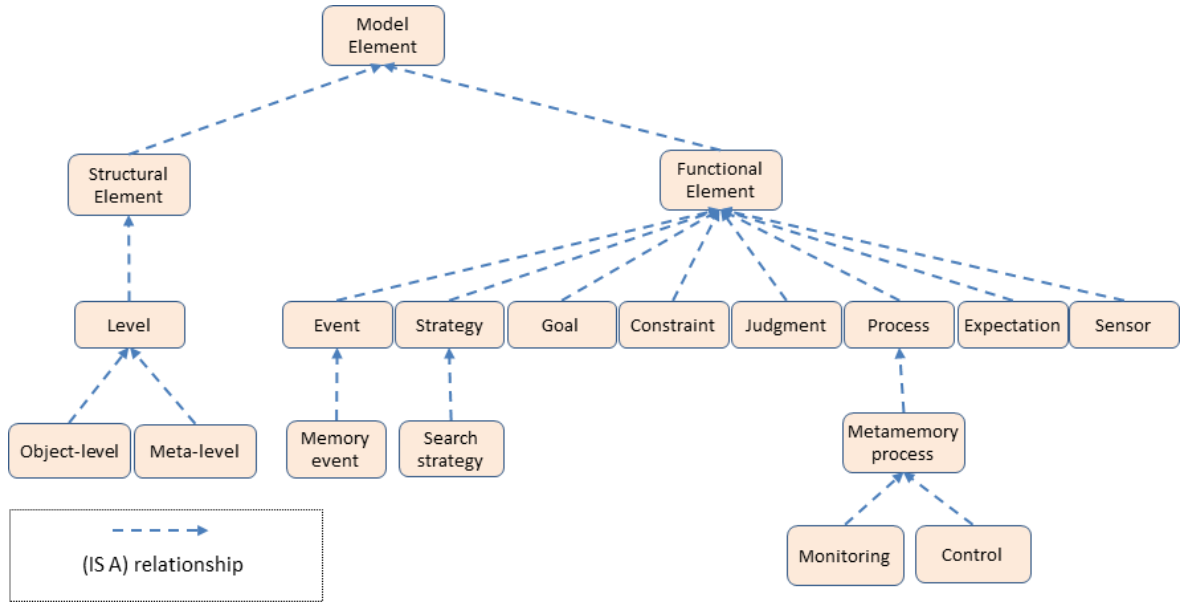 Model
Element
Structural
Element
Functional
Element
Level
Event
Strategy
Goal
Constraint
Judgment
Process
Expectation
Sensor
Object-level
Meta-level
Memory
event
Search
strategy
Metamemory
process
Monitoring
Control
(IS A) relationship